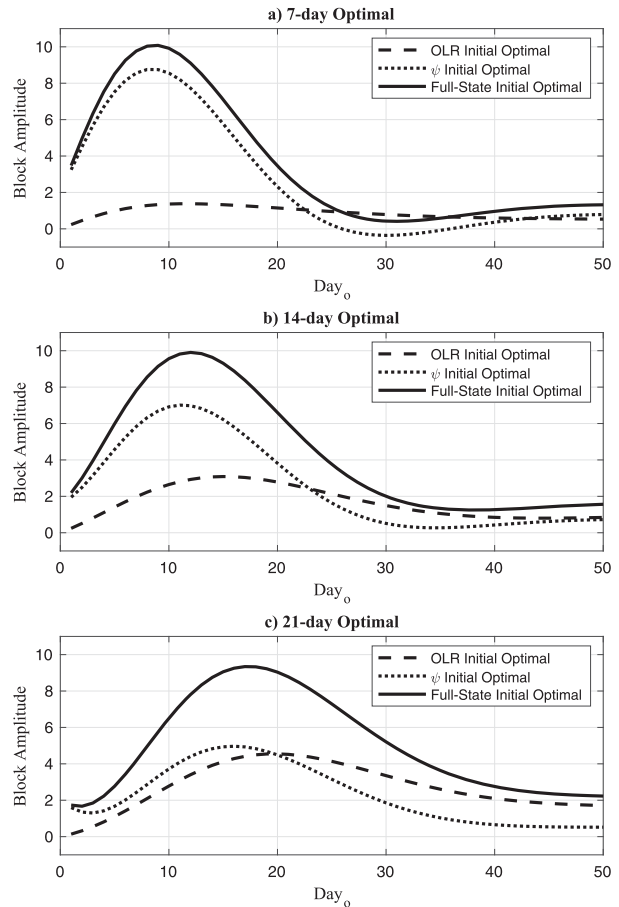 a) 7-day Optimal
Block Amplitude
10
8
6
4
2
0
OLR Initial Optimal
ψ Initial Optimal
Full-State Initial Optimal
0 10 20 30 40 50
Day_o
b) 14-day Optimal
Block Amplitude
10
8
6
4
2
0
OLR Initial Optimal
ψ Initial Optimal
Full-State Initial Optimal
0 10 20 30 40 50
Day_o
c) 21-day Optimal
Block Amplitude
10
8
6
4
2
0
OLR Initial Optimal
ψ Initial Optimal
Full-State Initial Optimal
0 10 20 30 40 50
Day_o